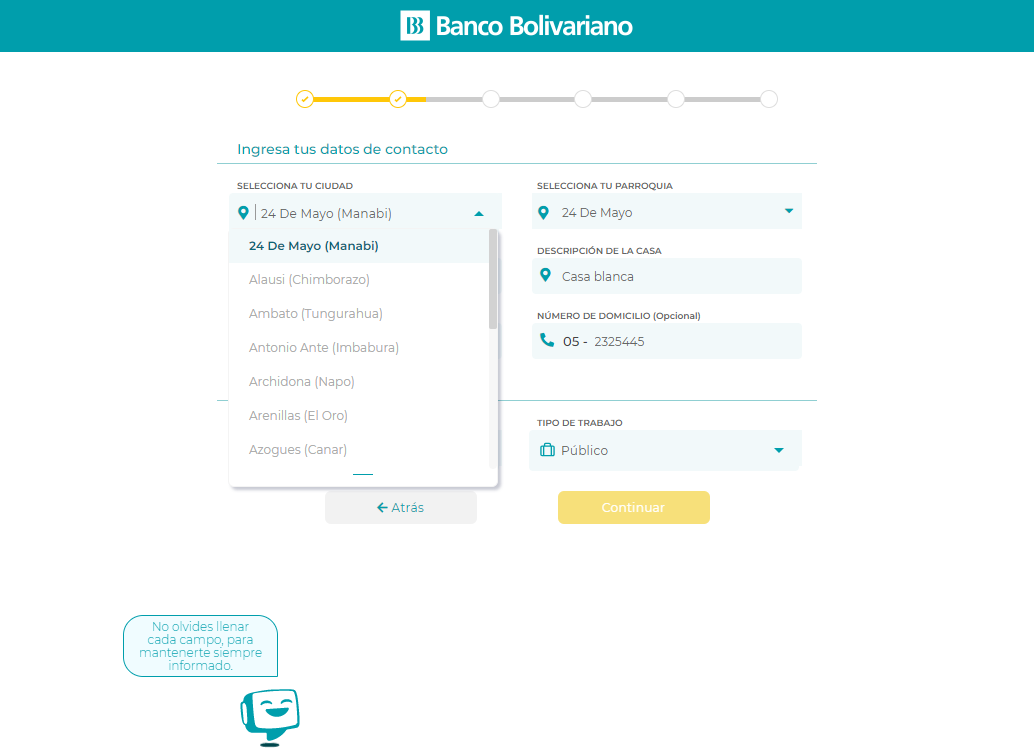 Banco Bolivariano
Ingresa tus datos de contacto
SELECCIONA TU CIUDAD
24 De Mayo (Manabi)
24 De Mayo (Manabi)
Alausi (Chimborazo)
Ambato (Tungurahua)
Antonio Ante (Imbabura)
Archidona (Napo)
Arenillas (El Oro)
Azogues (Canar)
SELECCIONA TU PARROQUIA
24 De Mayo
DESCRIPCIÓN DE LA CASA
Casa blanca
NÚMERO DE DOMICILIO (Opcional)
05 - 2325445
TIPO DE TRABAJO
Público
Atrás
Continuar
No olvides llenar
cada campo, para
mantenerte siempre
informado.